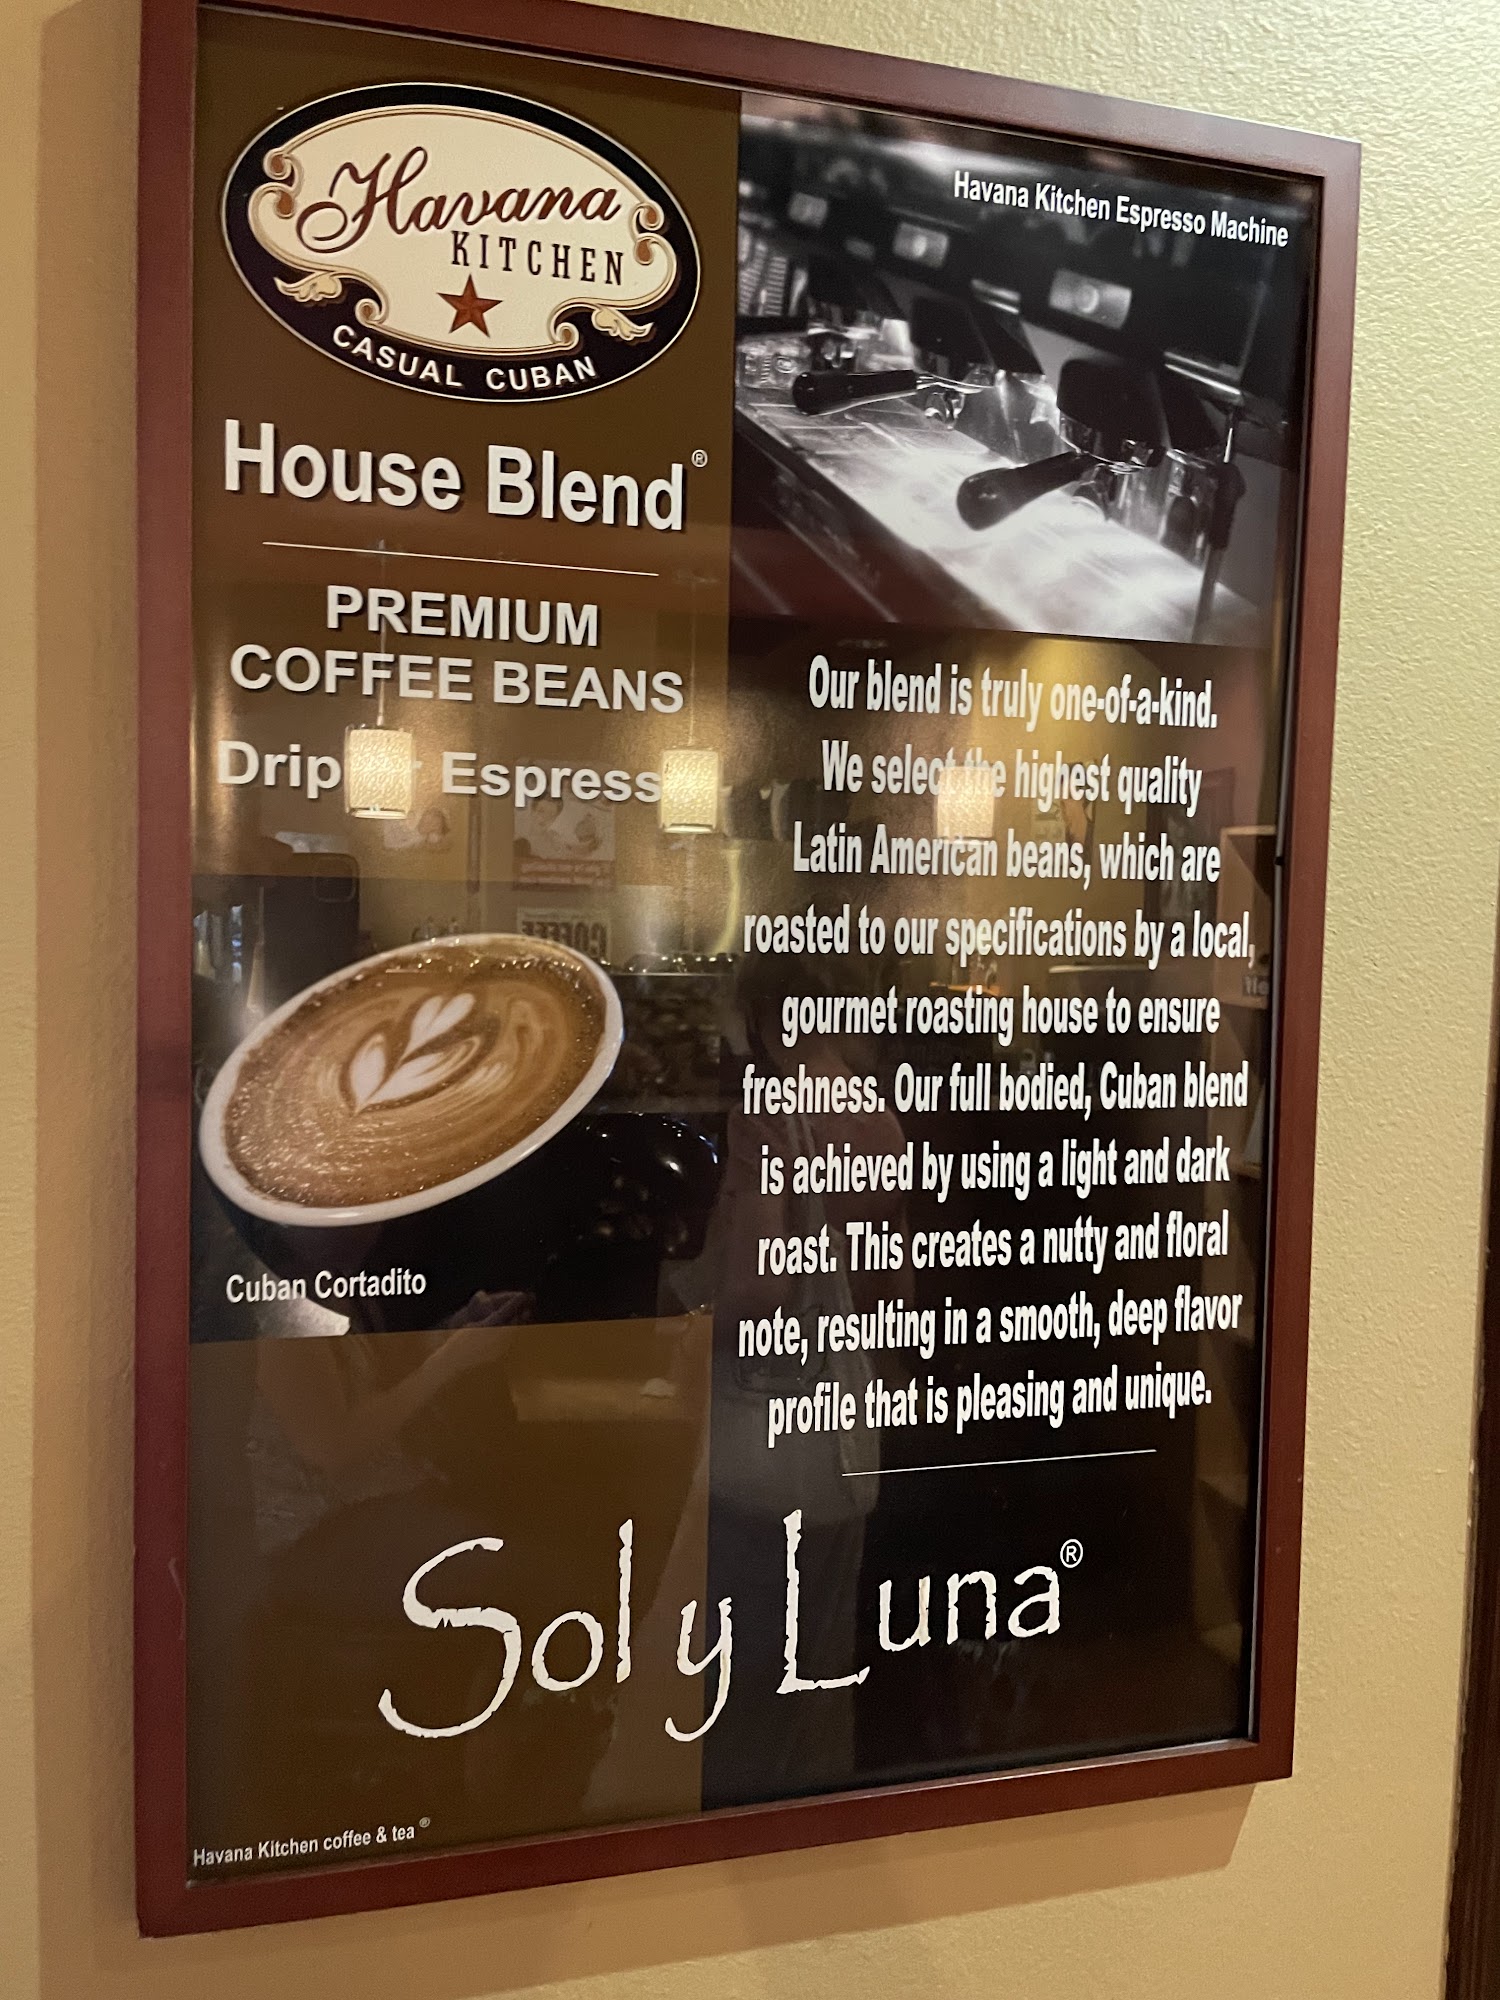 Havana
KITCHEN
CASUAL CUBAN
House Blend®
PREMIUM
COFFEE BEANS
Drip Espresso
Cuban Cortadito
Havana Kitchen Espresso Machine
Our blend is truly one-of-a-kind.
We select the highest quality
Latin American beans, which are
roasted to our specifications by a local,
gourmet roasting house to ensure
freshness. Our full bodied, Cuban blend
is achieved by using a light and dark
roast. This creates a nutty and floral
note, resulting in a smooth, deep flavor
profile that is pleasing and unique.
Sol y Luna®
Havana Kitchen coffee & tea®